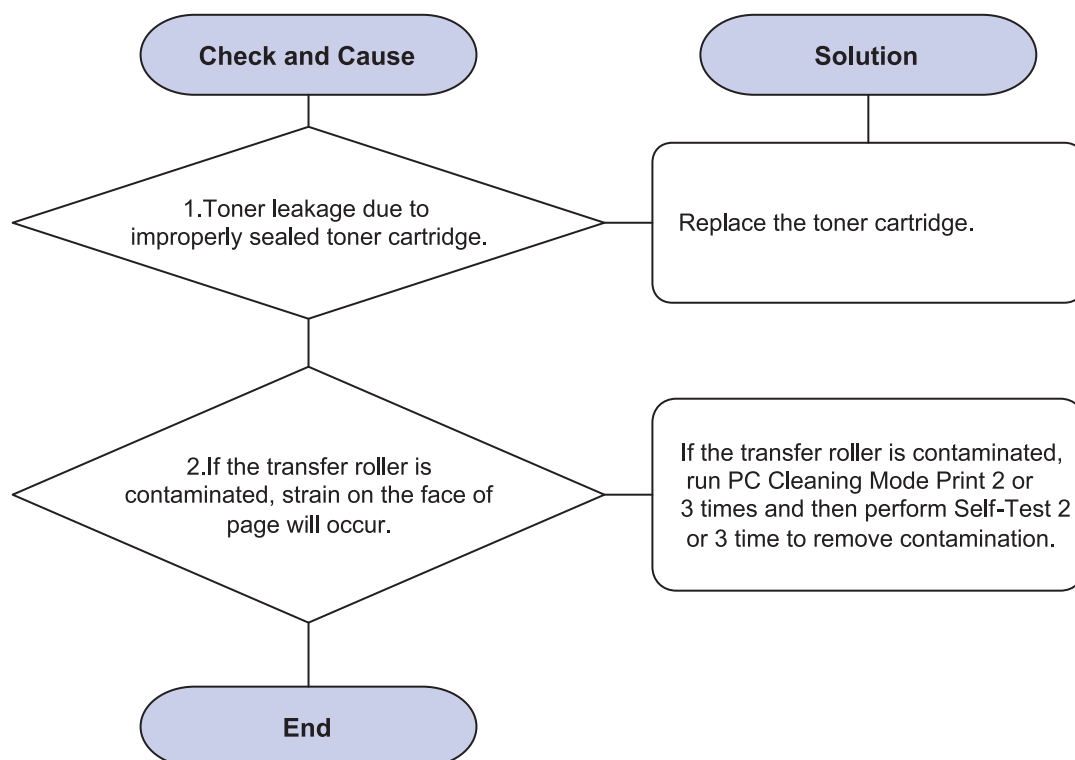 Check and Cause
Solution
1.Toner leakage due to
improperly sealed toner cartridge.
Replace the toner cartridge.
2.If the transfer roller is
contaminated, strain on the face of
page will occur.
If the transfer roller is contaminated,
run PC Cleaning Mode Print 2 or
3 times and then perform Self-Test 2
or 3 time to remove contamination.
End